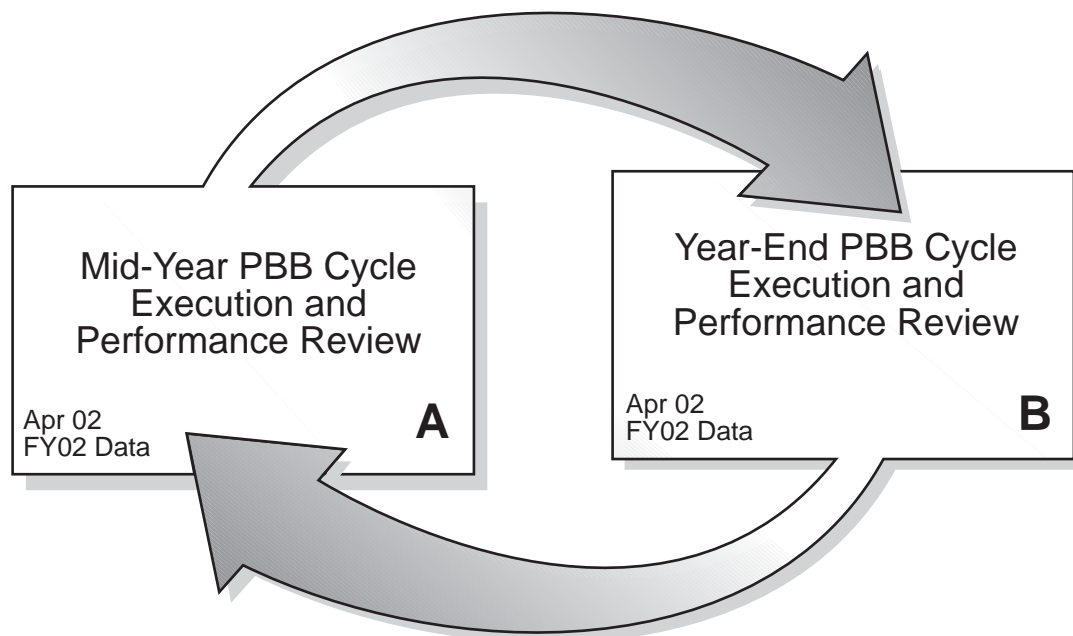 Mid-Year PBB Cycle
Execution and
Performance Review
Apr 02
FY02 Data
A
Year-End PBB Cycle
Execution and
Performance Review
Apr 02
FY02 Data
B